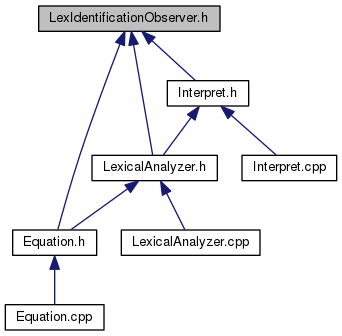 LexIdentificationObserver.h
Interpret.h
LexicalAnalyzer.h
Interpret.cpp
Equation.h
LexicalAnalyzer.cpp
Equation.cpp